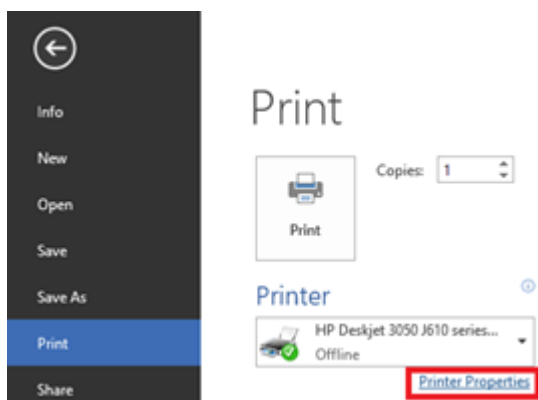 Info
New
Open
Save
Save As
Print
Share
Print
Copies: 1
Print
Printer
HP Deskjet 3050 J610 series...
Offline
Printer Properties